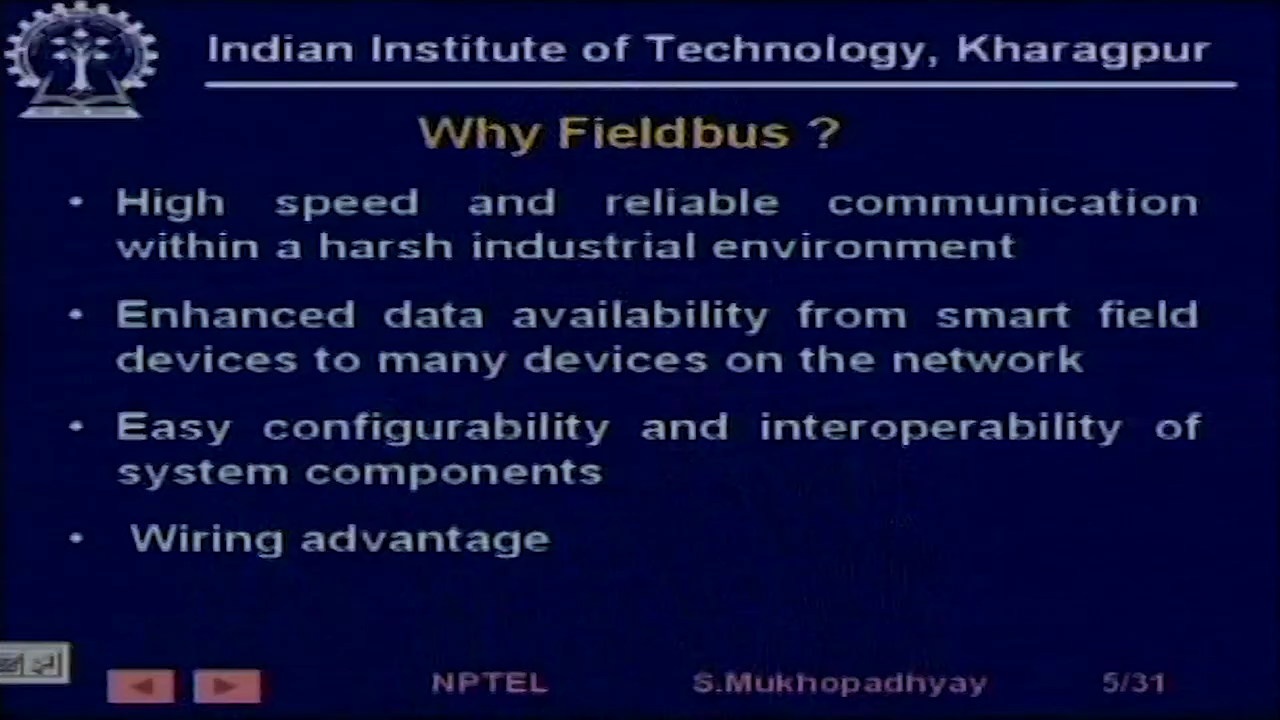 Indian Institute of Technology, Kharagpur
Why Fieldbus ?
• High speed and reliable communication
within a harsh industrial environment
• Enhanced data availability from smart field
devices to many devices on the network
• Easy configurability and interoperability of
system components
• Wiring advantage
NPTEL S.Mukhopadhyay 5/31